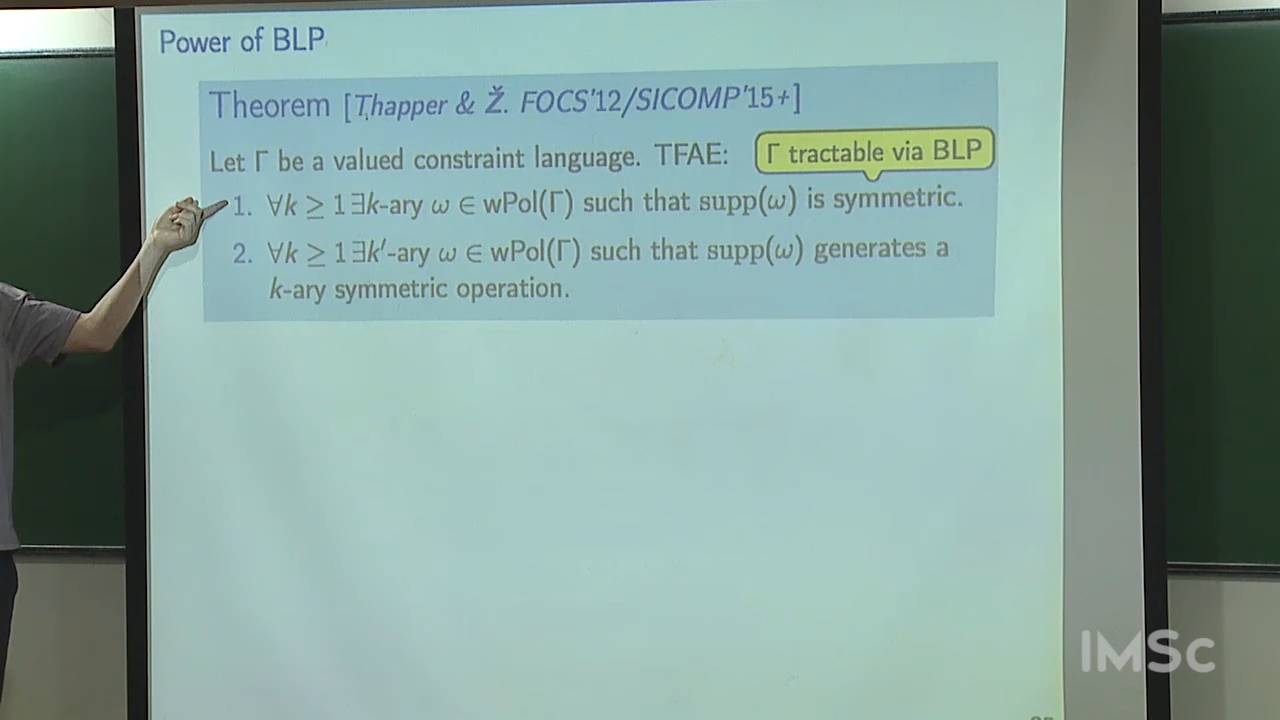 Power of BLP
Theorem [Thapper & Ž. FOCS'12/SICOMP'15+]
Let Γ be a valued constraint language. TFAE:
Γ tractable via BLP
1. ∀k ≥ 1 ∃k-ary ω ∈ wPol(Γ) such that supp(ω) is symmetric.
2. ∀k ≥ 1 ∃k′-ary ω ∈ wPol(Γ) such that supp(ω) generates a
k-ary symmetric operation.
IMSc